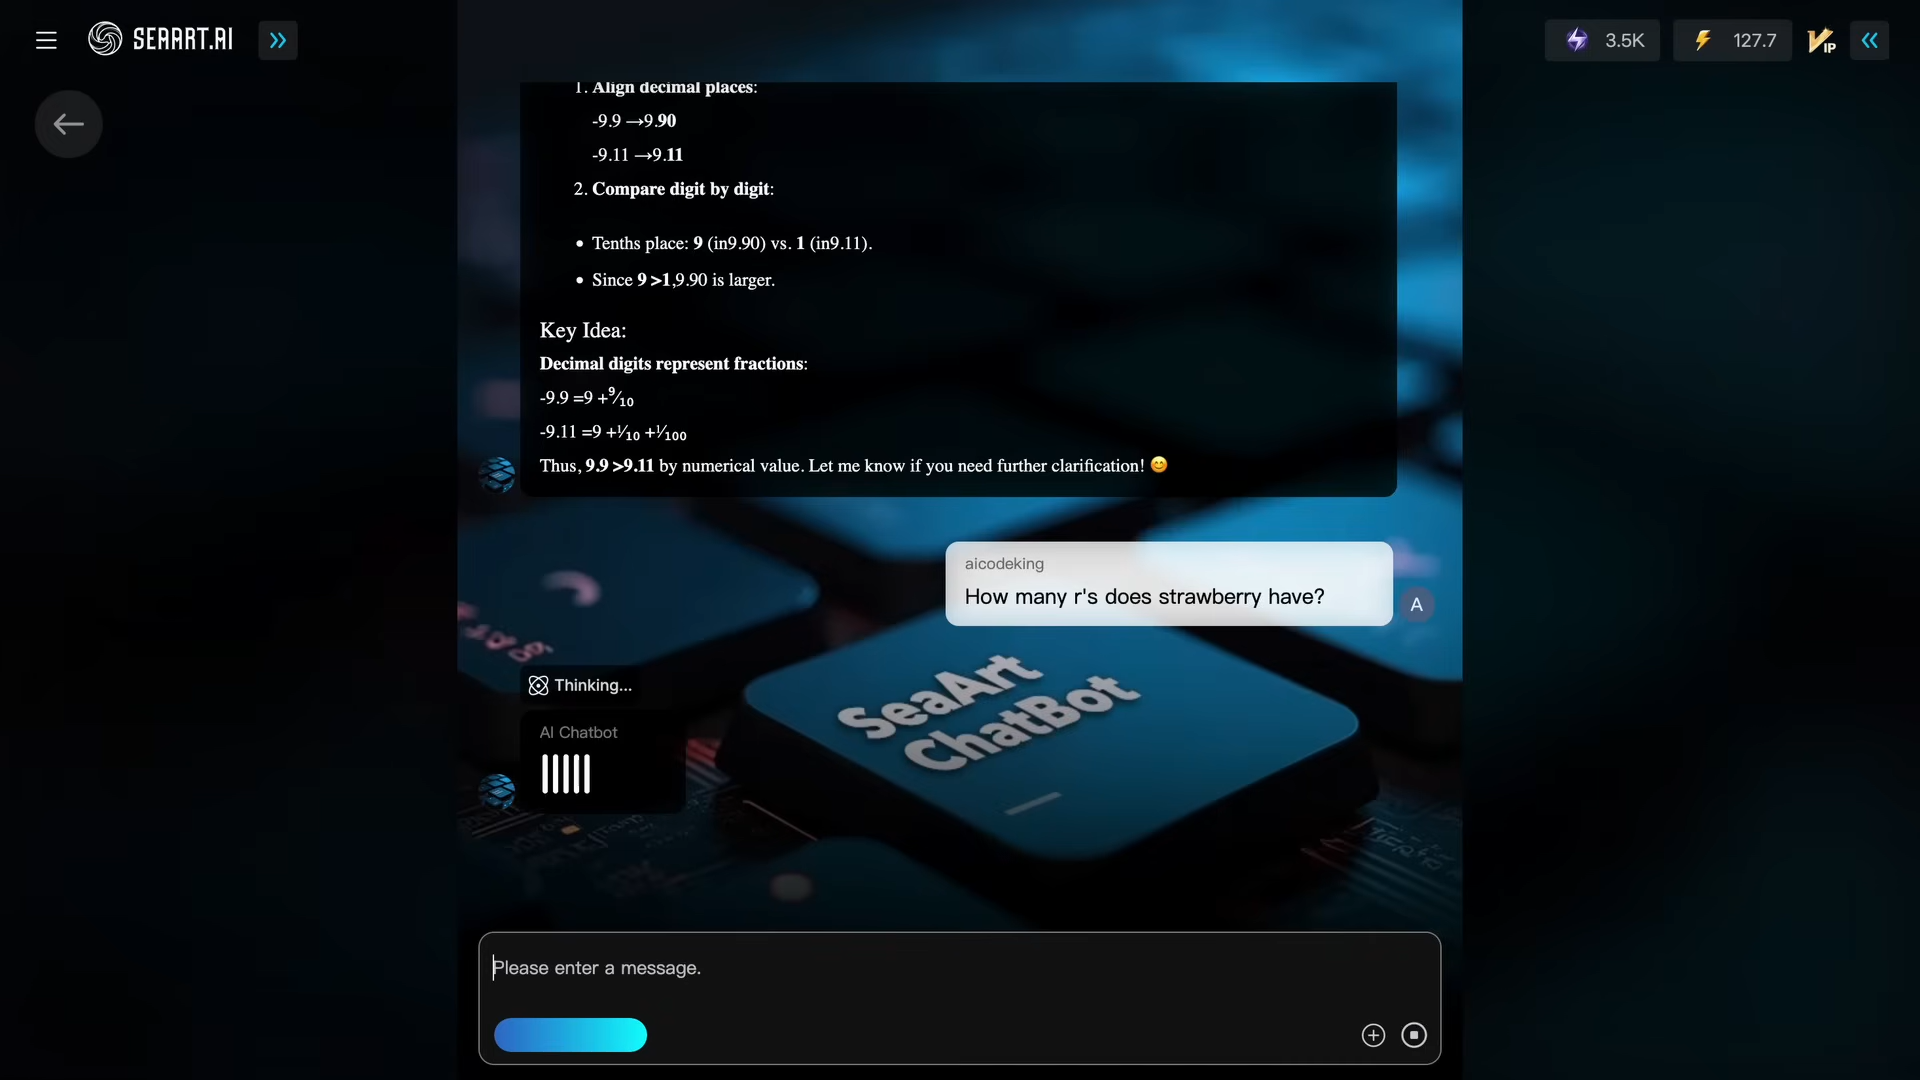 SEAART.AI
3.5K
127.7
VIP
1. Align decimal places:
-9.9 →9.90
-9.11 →9.11
2. Compare digit by digit:
• Tenths place: 9 (in9.90) vs. 1 (in9.11).
• Since 9 >1,9.90 is larger.
Key Idea:
Decimal digits represent fractions:
-9.9 =9 +⁹⁄₁₀
-9.11 =9 +¹⁄₁₀ +¹⁄₁₀₀
Thus, 9.9 >9.11 by numerical value. Let me know if you need further clarification! 😊
aicodeking
How many r's does strawberry have?
A
Thinking...
AI Chatbot
SeaArt
ChatBot
Please enter a message.